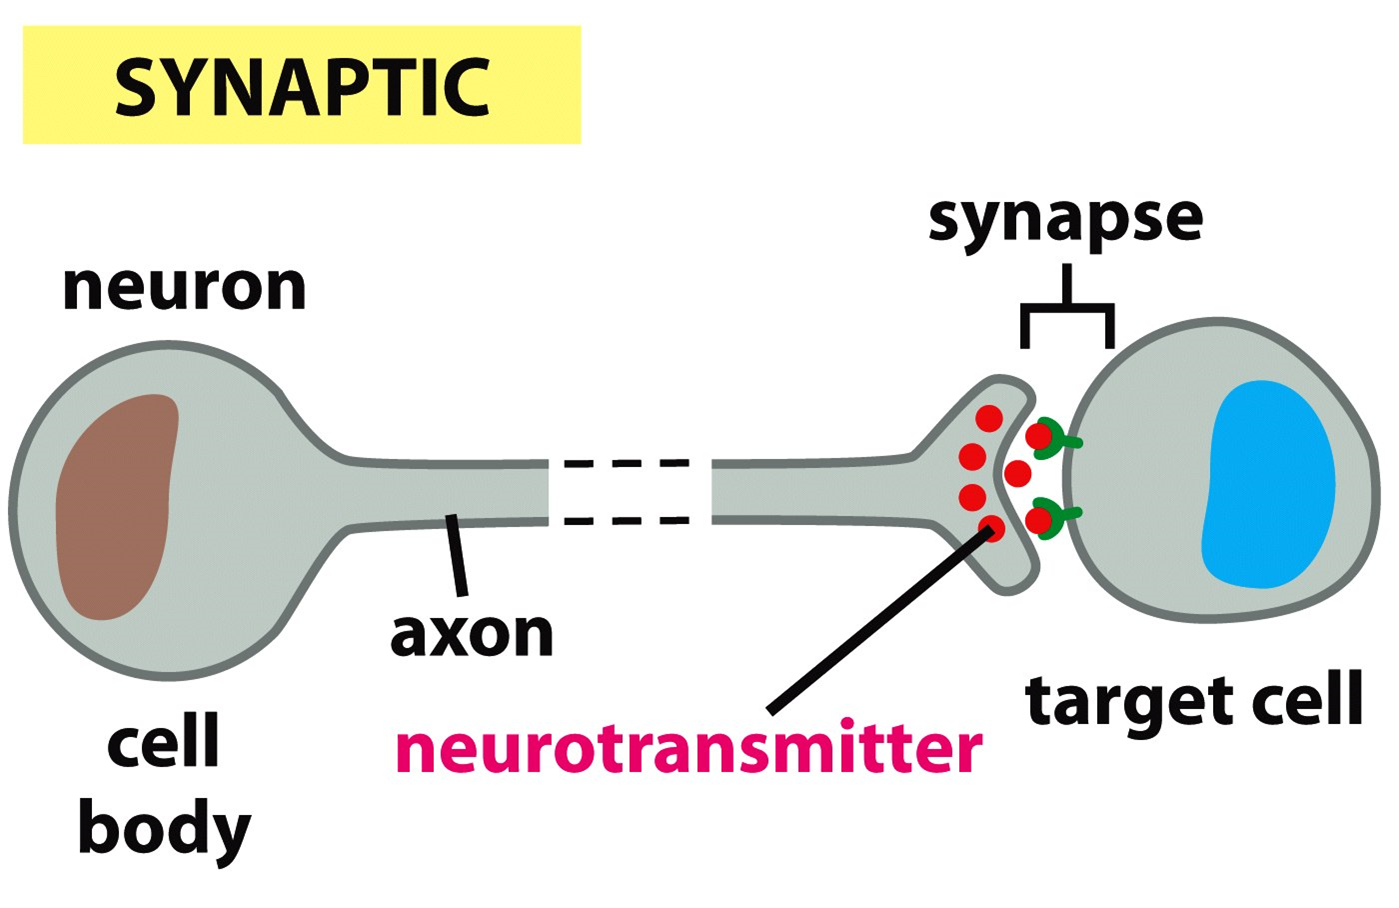 SYNAPTIC
synapse
neuron
axon
cell
body
neurotransmitter
target cell